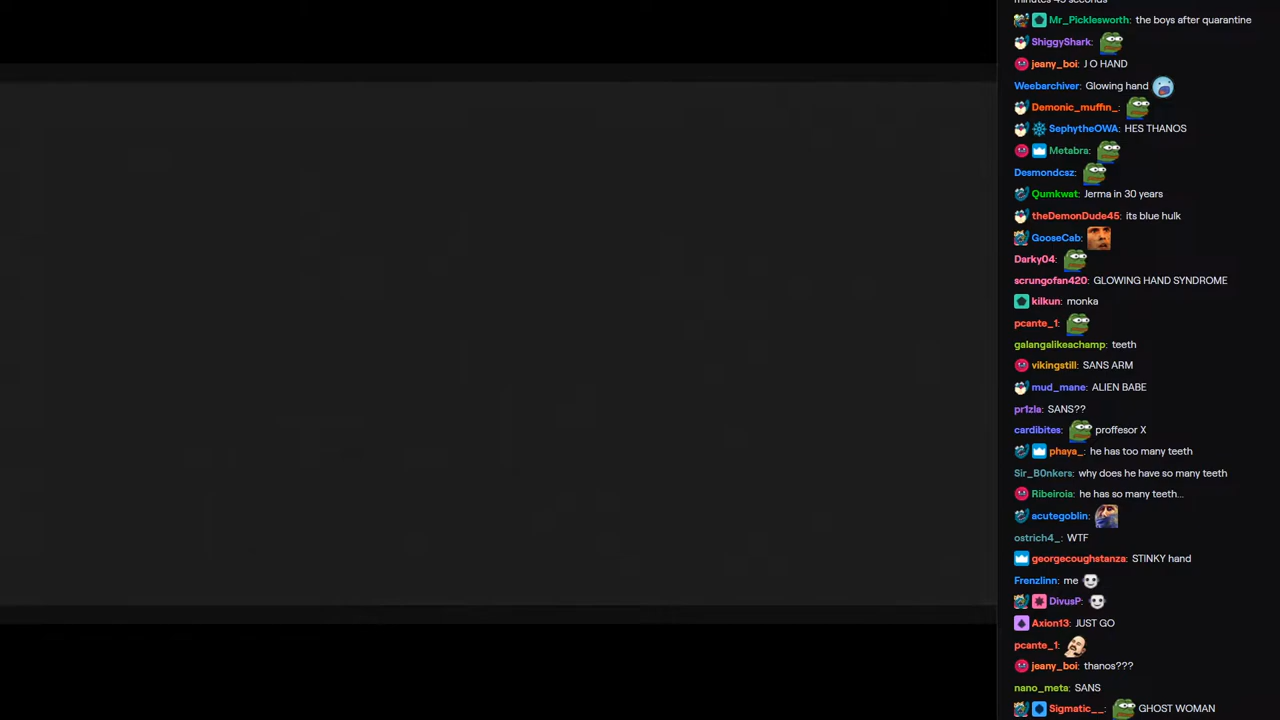 minutes 45 seconds
Mr_Picklesworth: the boys after quarantine
ShiggyShark:
jeany_boi: J O HAND
Weebarchiver: Glowing hand
Demonic_muffin_:
SephytheOWA: HES THANOS
Metabra:
Desmondcsz:
Qumkwat: Jerma in 30 years
theDemonDude45: its blue hulk
GooseCab:
Darky04:
scrungofan420: GLOWING HAND SYNDROME
kilkun: monka
pcante_1:
galangalikeachamp: teeth
vikingstill: SANS ARM
mud_mane: ALIEN BABE
pr1zla: SANS??
cardibites: proffesor X
phaya_: he has too many teeth
Sir_B0nkers: why does he have so many teeth
Ribeiroia: he has so many teeth...
acutegoblin:
ostrich4_: WTF
georgecoughstanza: STINKY hand
Frenzlinn: me
DivusP:
Axion13: JUST GO
pcante_1:
jeany_boi: thanos???
nano_meta: SANS
Sigmatic__: GHOST WOMAN